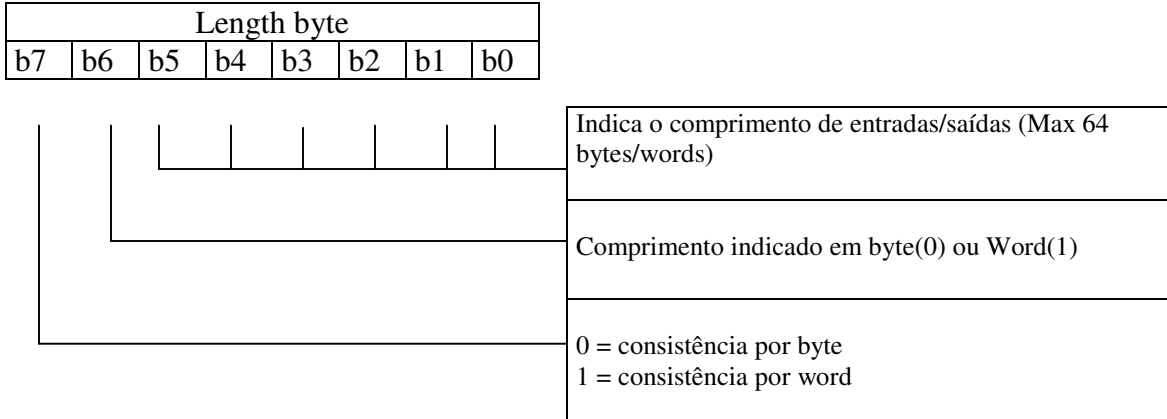 Length byte
b7 b6 b5 b4 b3 b2 b1 b0
Indica o comprimento de entradas/saídas (Max 64
bytes/words)
Comprimento indicado em byte(0) ou Word(1)
0 = consistência por byte
1 = consistência por word